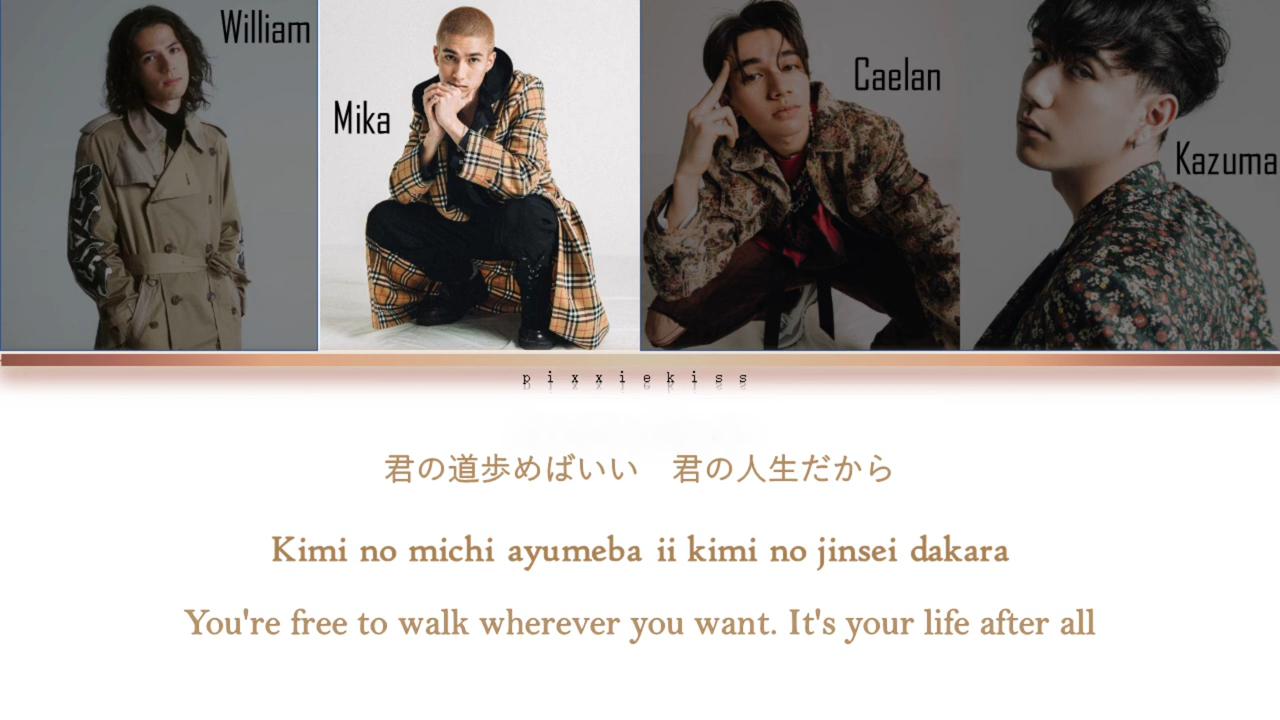 William
Mika
Caelan
Kazuma
pixxiekiss
君の道歩めばいい　君の人生だから
Kimi no michi ayumeba ii kimi no jinsei dakara
You're free to walk wherever you want. It's your life after all